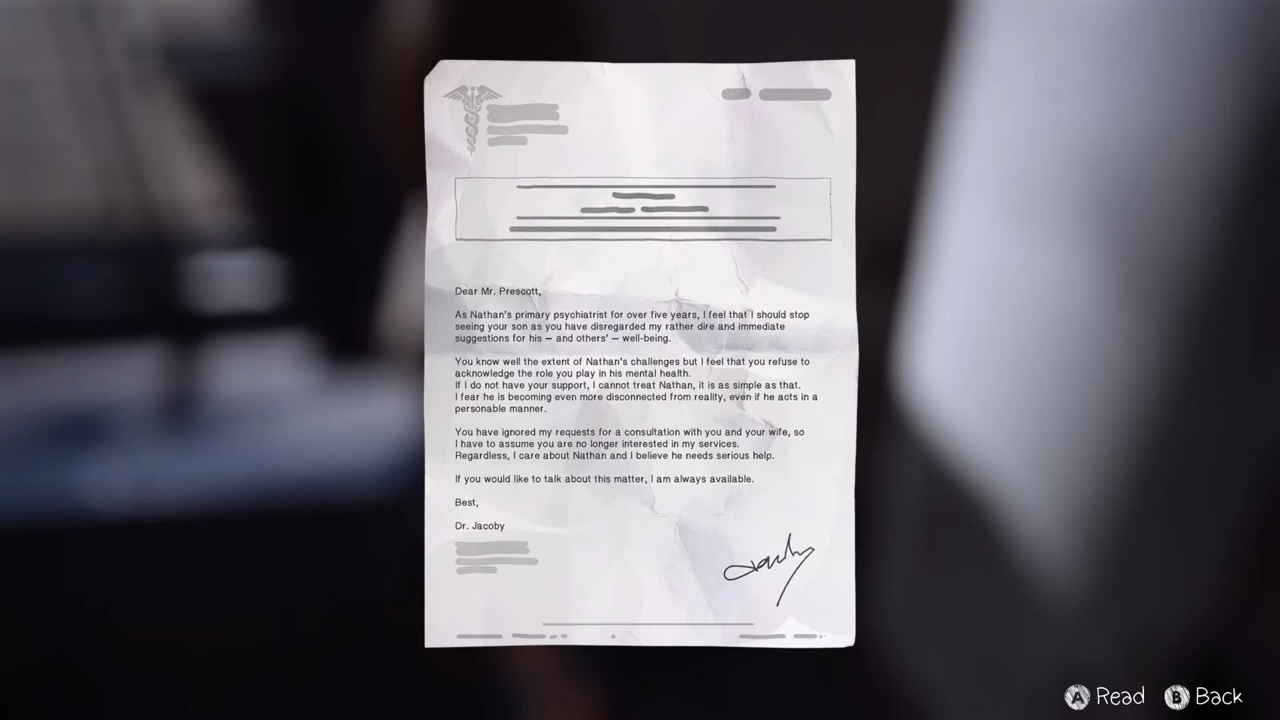 Dear Mr. Prescott,
As Nathan's primary psychiatrist for over five years, I feel that I should stop
seeing your son as you have disregarded my rather dire and immediate
suggestions for his — and others' — well-being.
You know well the extent of Nathan's challenges but I feel that you refuse to
acknowledge the role you play in his mental health.
If I do not have your support, I cannot treat Nathan, it is as simple as that.
I fear he is becoming even more disconnected from reality, even if he acts in a
personable manner.
You have ignored my requests for a consultation with you and your wife, so
I have to assume you are no longer interested in my services.
Regardless, I care about Nathan and I believe he needs serious help.
If you would like to talk about this matter, I am always available.
Best,
Dr. Jacoby
A Read B Back